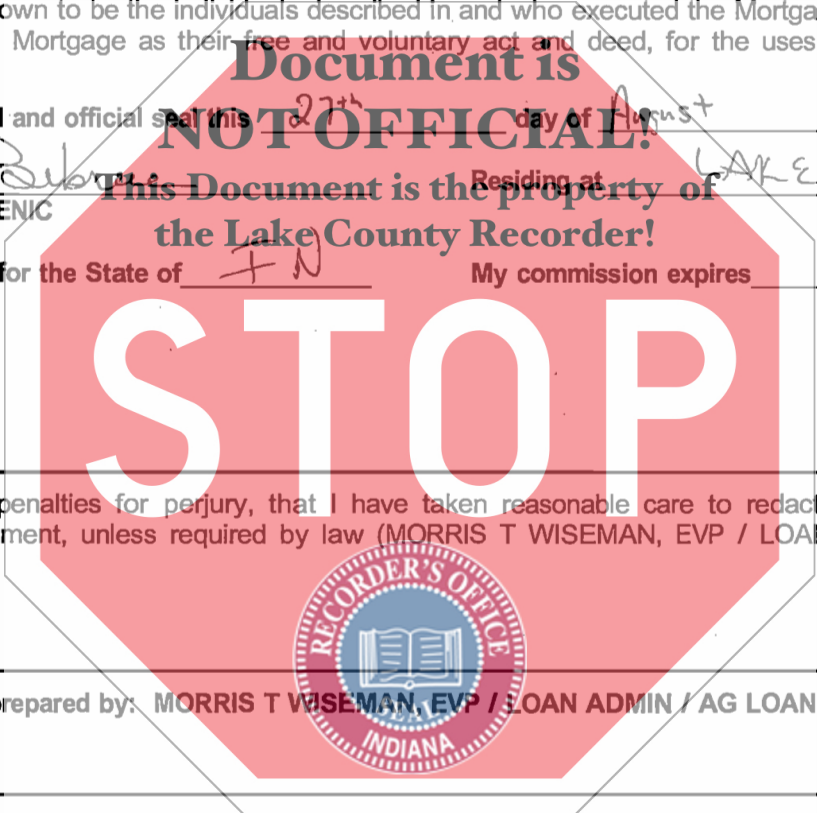 own to be the individuals described in and who executed the Mortga
Mortgage as their free and voluntary act and deed, for the uses
Document is
and official seal this 27th day of August
NOT OFFICIAL!
Residing at LAKE
This Document is the property of
ENIC
the Lake County Recorder!
for the State of IN My commission expires
STOP
penalties for perjury, that I have taken reasonable care to redact
ment, unless required by law (MORRIS T WISEMAN, EVP / LOA
RECORDER'S OFFICE
SEAL
repared by: MORRIS T WISEMAN, EVP / LOAN ADMIN / AG LOAN
INDIANA